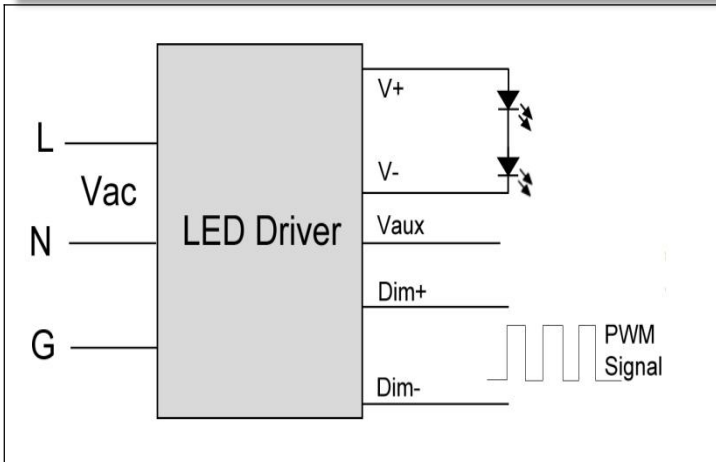 V+
L
Vac
V-
N
LED Driver
Vaux
Dim+
G
PWM
Signal
Dim-